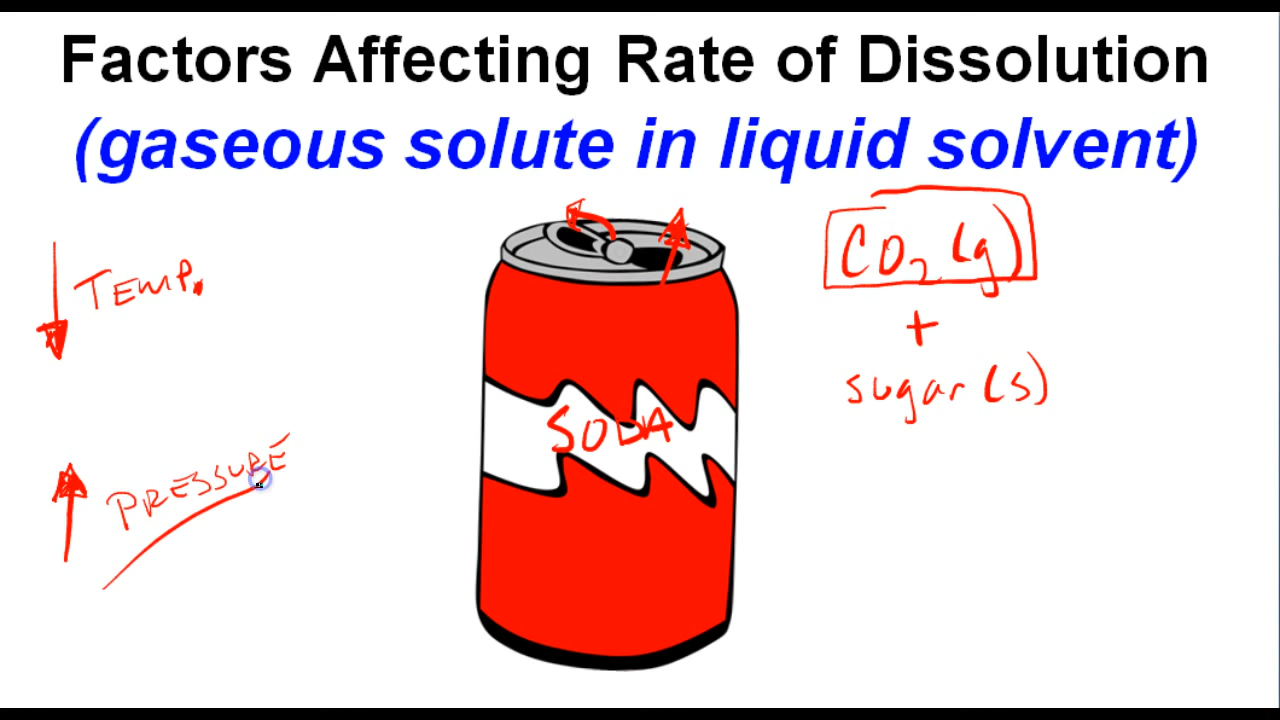 Factors Affecting Rate of Dissolution
(gaseous solute in liquid solvent)
TEMP.
PRESSURE
SODA
CO₂ (g)
+
sugar (s)